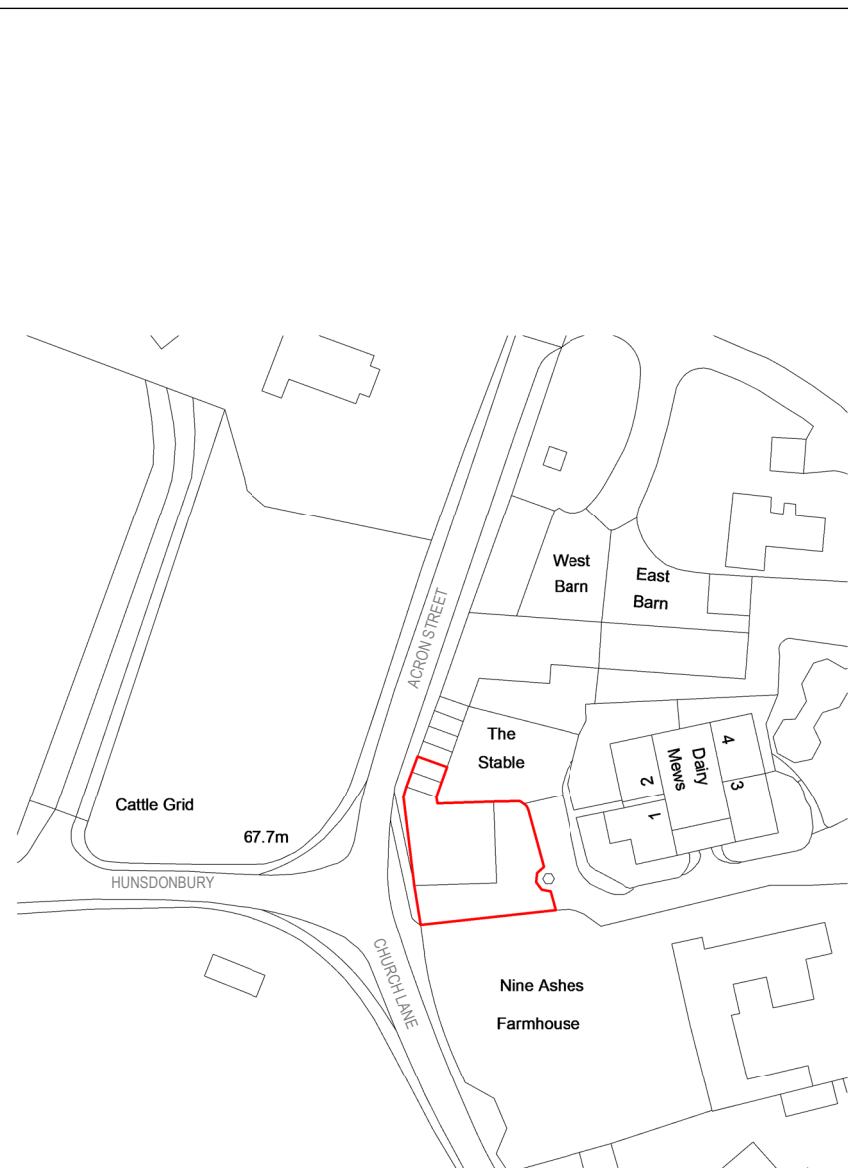 West
Barn
East
Barn
ACRON STREET
The
Stable
4
Dairy
Mews
2
3
1
Cattle Grid
67.7m
HUNSDONBURY
CHURCH LANE
Nine Ashes
Farmhouse